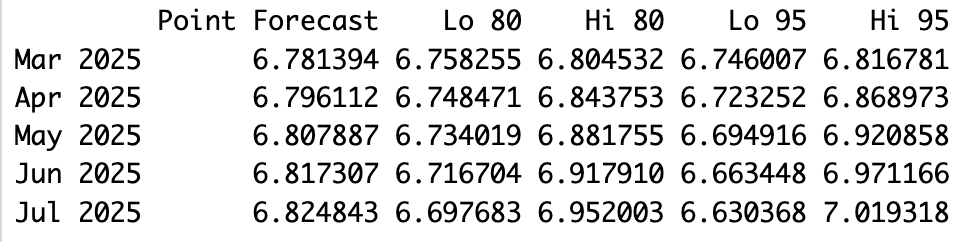 Point Forecast Lo 80 Hi 80 Lo 95 Hi 95
Mar 2025 6.781394 6.758255 6.804532 6.746007 6.816781
Apr 2025 6.796112 6.748471 6.843753 6.723252 6.868973
May 2025 6.807887 6.734019 6.881755 6.694916 6.920858
Jun 2025 6.817307 6.716704 6.917910 6.663448 6.971166
Jul 2025 6.824843 6.697683 6.952003 6.630368 7.019318